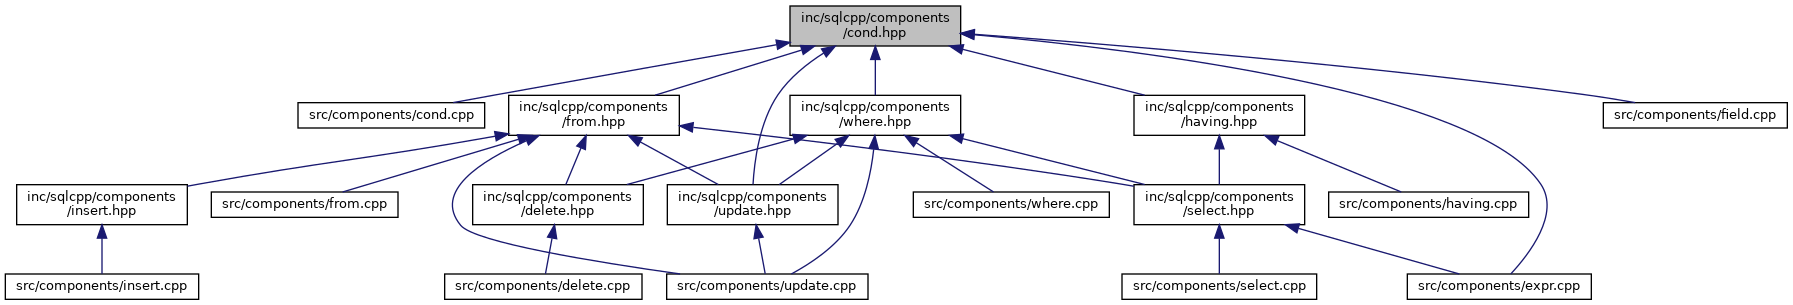 inc/sqlcpp/components
/cond.hpp
src/components/cond.cpp
inc/sqlcpp/components
/from.hpp
inc/sqlcpp/components
/where.hpp
inc/sqlcpp/components
/having.hpp
src/components/field.cpp
inc/sqlcpp/components
/insert.hpp
src/components/from.cpp
inc/sqlcpp/components
/delete.hpp
inc/sqlcpp/components
/update.hpp
src/components/where.cpp
inc/sqlcpp/components
/select.hpp
src/components/having.cpp
src/components/insert.cpp
src/components/delete.cpp
src/components/update.cpp
src/components/select.cpp
src/components/expr.cpp